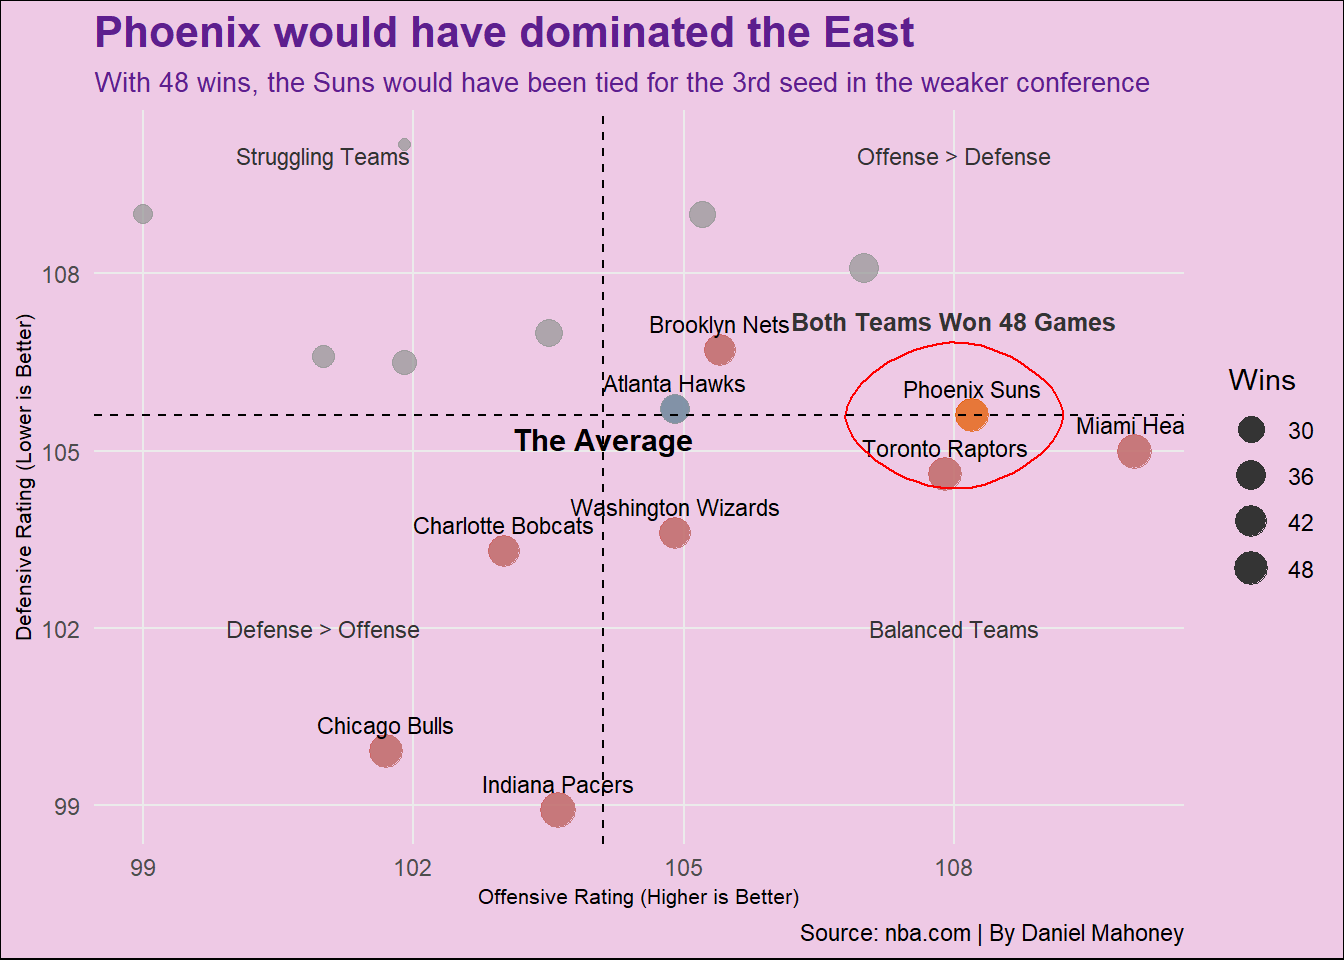 Phoenix would have dominated the East
With 48 wins, the Suns would have been tied for the 3rd seed in the weaker conference
Struggling Teams
Offense > Defense
108
Brooklyn Nets
Both Teams Won 48 Games
Atlanta Hawks
Phoenix Suns
Miami Hea
The Average
Toronto Raptors
105
Washington Wizards
Charlotte Bobcats
Defense > Offense
Balanced Teams
102
Chicago Bulls
Indiana Pacers
99
Defensive Rating (Lower is Better)
99
102
105
108
Offensive Rating (Higher is Better)
Wins
30
36
42
48
Source: nba.com | By Daniel Mahoney